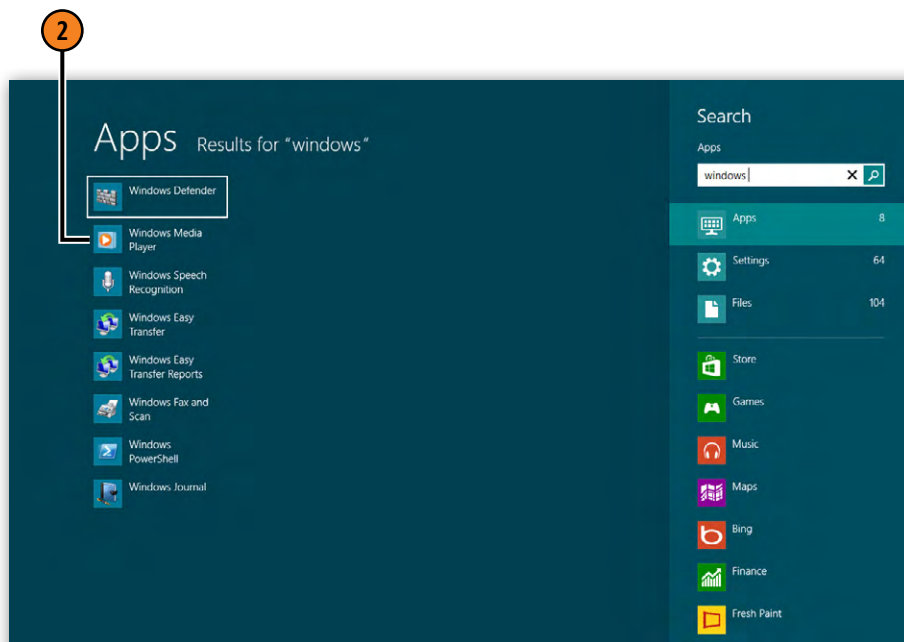 2
Apps Results for "windows"
Windows Defender
Windows Media
Player
Windows Speech
Recognition
Windows Easy
Transfer
Windows Easy
Transfer Reports
Windows Fax and
Scan
Windows
PowerShell
Windows Journal
Search
Apps
windows
Apps 8
Settings 64
Files 104
Store
Games
Music
Maps
Bing
Finance
Fresh Paint